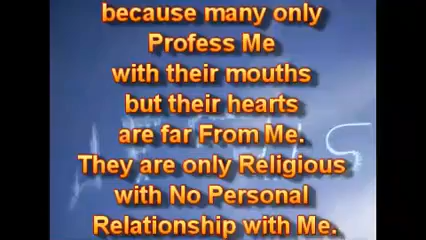 because many only
Profess Me
with their mouths
but their hearts
are far From Me.
They are only Religious
with No Personal
Relationship with Me.